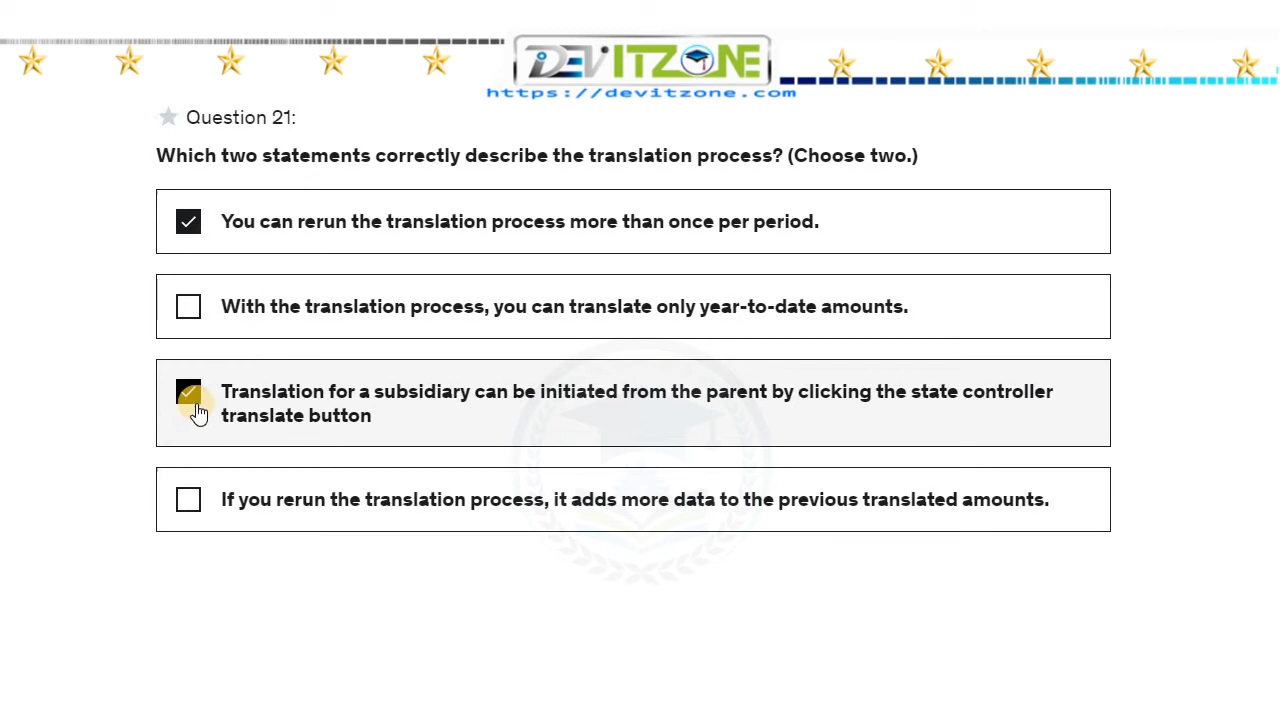 DEVITZONE
https://devitzone.com
Question 21:
Which two statements correctly describe the translation process? (Choose two.)
You can rerun the translation process more than once per period.
With the translation process, you can translate only year-to-date amounts.
Translation for a subsidiary can be initiated from the parent by clicking the state controller
translate button
If you rerun the translation process, it adds more data to the previous translated amounts.